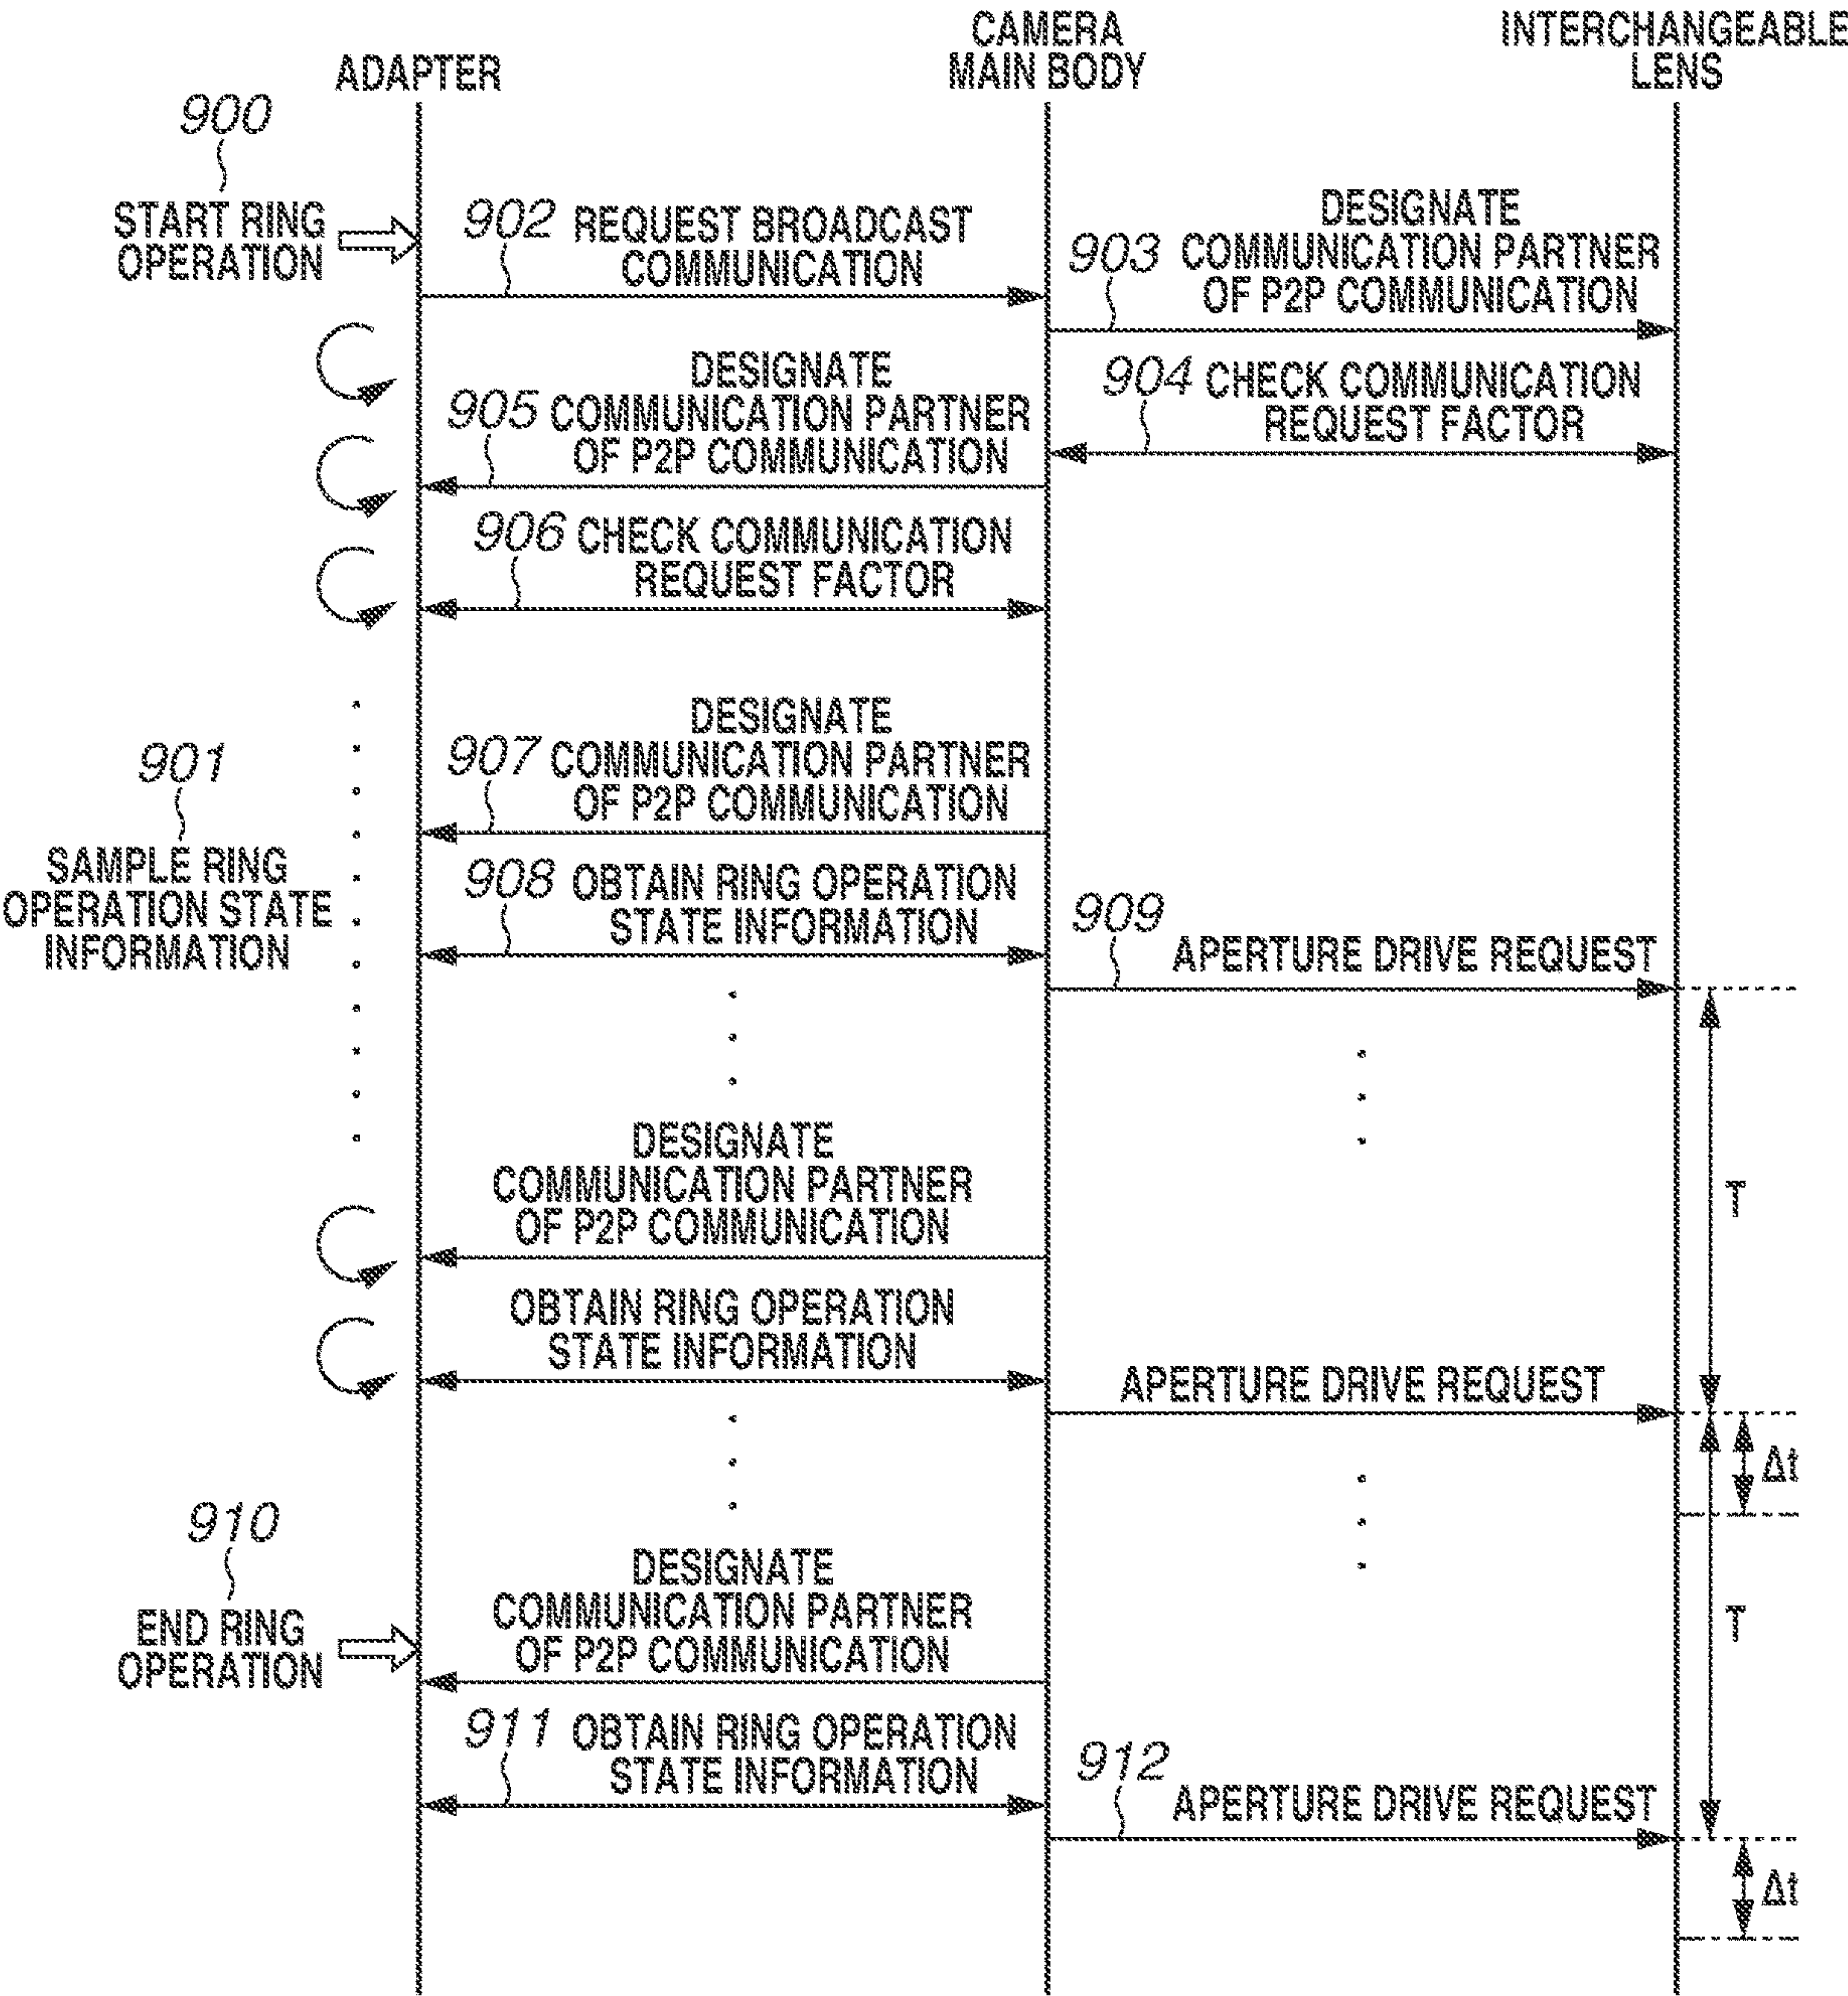 ADAPTER
CAMERA
MAIN BODY
INTERCHANGEABLE
LENS
900
START RING
OPERATION
902 REQUEST BROADCAST
COMMUNICATION
903
DESIGNATE
COMMUNICATION PARTNER
OF P2P COMMUNICATION
904 CHECK COMMUNICATION
REQUEST FACTOR
905
DESIGNATE
COMMUNICATION PARTNER
OF P2P COMMUNICATION
906 CHECK COMMUNICATION
REQUEST FACTOR
901
SAMPLE RING
OPERATION STATE
INFORMATION
907
DESIGNATE
COMMUNICATION PARTNER
OF P2P COMMUNICATION
908 OBTAIN RING OPERATION
STATE INFORMATION
909
APERTURE DRIVE REQUEST
T
DESIGNATE
COMMUNICATION PARTNER
OF P2P COMMUNICATION
OBTAIN RING OPERATION
STATE INFORMATION
APERTURE DRIVE REQUEST
Δt
T
910
END RING
OPERATION
DESIGNATE
COMMUNICATION PARTNER
OF P2P COMMUNICATION
911 OBTAIN RING OPERATION
STATE INFORMATION
912
APERTURE DRIVE REQUEST
Δt